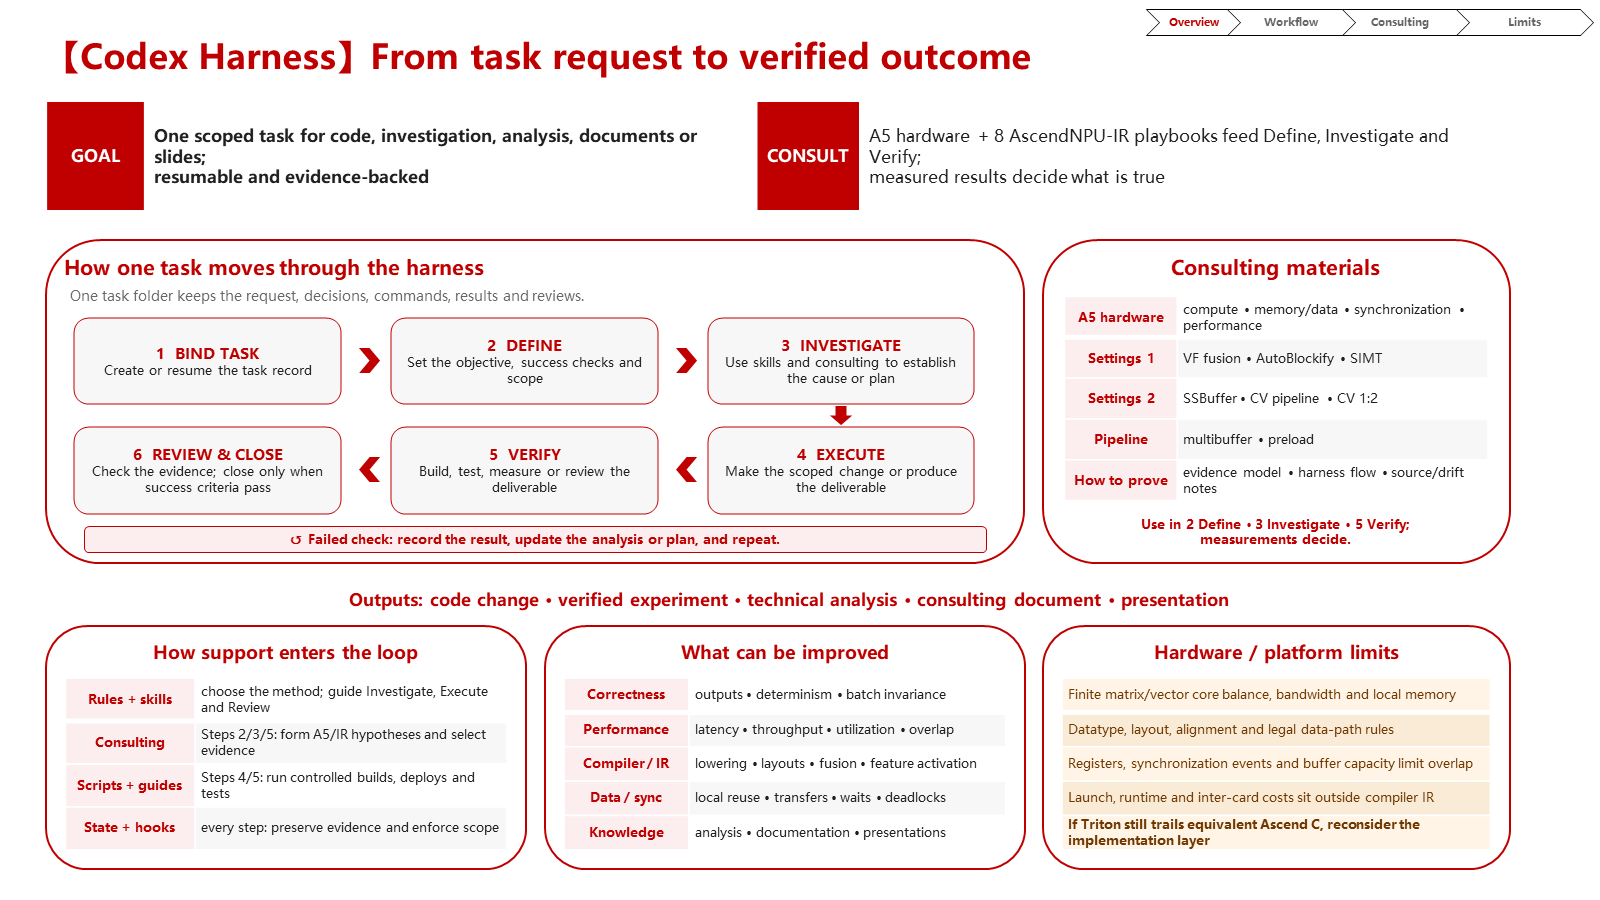 Overview
Workflow
Consulting
Limits
【Codex Harness】From task request to verified outcome
GOAL
One scoped task for code, investigation, analysis, documents or
slides;
resumable and evidence-backed
CONSULT
A5 hardware + 8 AscendNPU-IR playbooks feed Define, Investigate and
Verify;
measured results decide what is true
How one task moves through the harness
One task folder keeps the request, decisions, commands, results and reviews.
1 BIND TASK
Create or resume the task record
2 DEFINE
Set the objective, success checks and
scope
3 INVESTIGATE
Use skills and consulting to establish
the cause or plan
6 REVIEW & CLOSE
Check the evidence; close only when
success criteria pass
5 VERIFY
Build, test, measure or review the
deliverable
4 EXECUTE
Make the scoped change or produce
the deliverable
↺ Failed check: record the result, update the analysis or plan, and repeat.
Consulting materials
A5 hardware
compute • memory/data • synchronization •
performance
Settings 1
VF fusion • AutoBlockify • SIMT
Settings 2
SSBuffer • CV pipeline • CV 1:2
Pipeline
multibuffer • preload
How to prove
evidence model • harness flow • source/drift
notes
Use in 2 Define • 3 Investigate • 5 Verify;
measurements decide.
Outputs: code change • verified experiment • technical analysis • consulting document • presentation
How support enters the loop
Rules + skills
choose the method; guide Investigate, Execute
and Review
Consulting
Steps 2/3/5: form A5/IR hypotheses and select
evidence
Scripts + guides
Steps 4/5: run controlled builds, deploys and
tests
State + hooks
every step: preserve evidence and enforce scope
What can be improved
Correctness
outputs • determinism • batch invariance
Performance
latency • throughput • utilization • overlap
Compiler / IR
lowering • layouts • fusion • feature activation
Data / sync
local reuse • transfers • waits • deadlocks
Knowledge
analysis • documentation • presentations
Hardware / platform limits
Finite matrix/vector core balance, bandwidth and local memory
Datatype, layout, alignment and legal data-path rules
Registers, synchronization events and buffer capacity limit overlap
Launch, runtime and inter-card costs sit outside compiler IR
If Triton still trails equivalent Ascend C, reconsider the
implementation layer